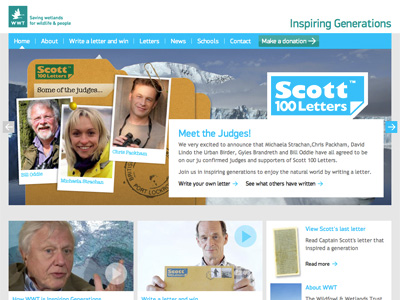 WWT
Saving wetlands
for wildlife & people
Inspiring Generations
Home
About
Write a letter and win
Letters
News
Schools
Contact
Make a donation
Scott
100 Letters
Some of the judges...
Bill Oddie
Michaela Strachan
Chris Packham
PORT LOCKROY
Scott™
100 Letters
Meet the Judges!
We very excited to announce that Michaela Strachan,Chris Packham, David
Lindo the Urban Birder, Gyles Brandreth and Bill Oddie have all agreed to be
on our ju confirmed judges and supporters of Scott 100 Letters.
Join us in Inspiring generations to enjoy the natural world by writing a letter.
Write your own letter
See what others have written
Scott
View Scott's last letter
Read Captain Scott's letter
that Inspired a generation
Read more
How WWT is Inspiring Generations
About WWT
The Wildfowl & Wetlands Trust